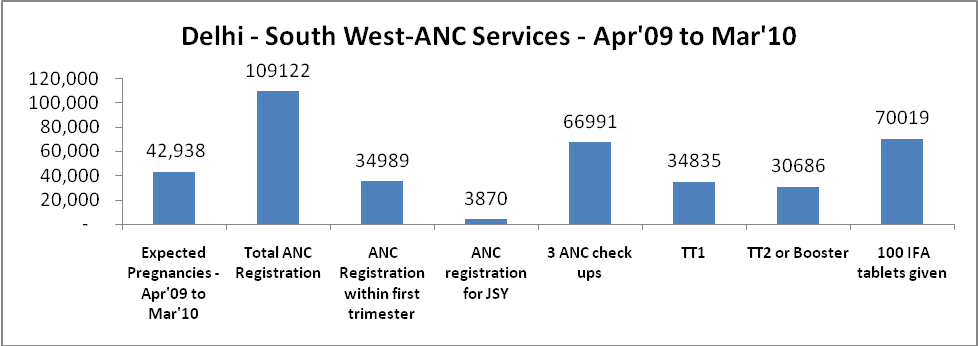 Delhi - South West-ANC Services - Apr'09 to Mar'10
120,000
100,000
80,000
60,000
40,000
20,000
-
42,938
109122
34989
3870
66991
34835
30686
70019
Expected
Pregnancies -
Apr'09 to
Mar'10
Total ANC
Registration
ANC
Registration
within first
trimester
ANC
registration
for JSY
3 ANC check
ups
TT1
TT2 or Booster
100 IFA
tablets given